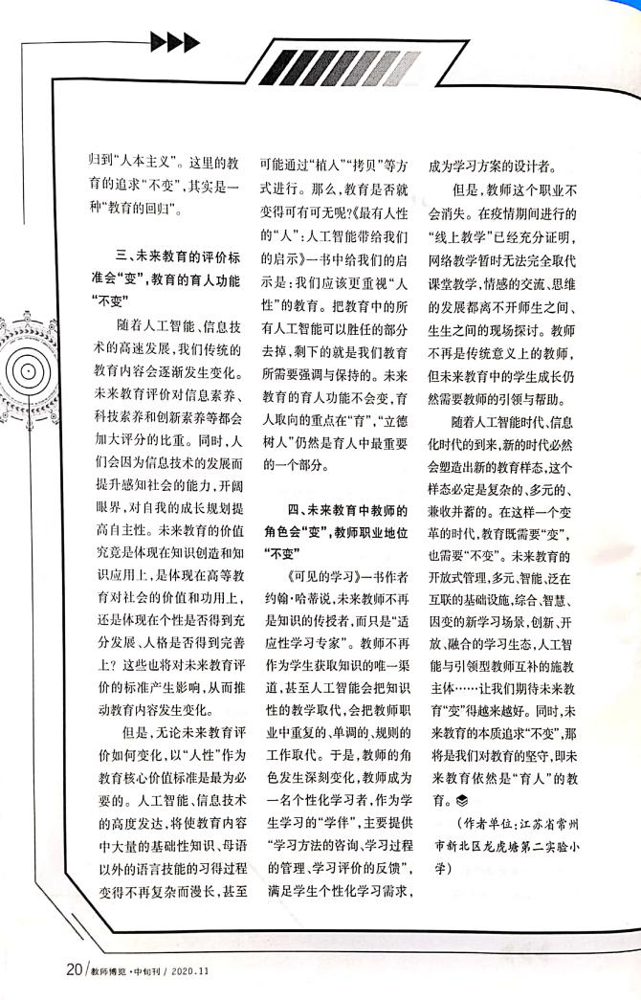 归到“人本主义”。这里的教
育的追求“不变”,其实是一
种“教育的回归”。
三、未来教育的评价标
准会“变”,教育的育人功能
“不变”
随着人工智能、信息技
术的高速发展,我们传统的
教育内容会逐渐发生变化。
未来教育评价对信息素养、
科技素养和创新素养等都会
加大评分的比重。同时,人
们会因为信息技术的发展而
提升感知社会的能力,开阔
眼界,对自我的成长规划提
高自主性。未来教育的价值
究竟是体现在知识创造和知
识应用上,是体现在高等教
育对社会的价值和功用上,
还是体现在个性是否得到充
分发展、人格是否得到完善
上？这些也将对未来教育评
价的标准产生影响,从而推
动教育内容发生变化。
但是,无论未来教育评
价如何变化,以“人性”作为
教育核心价值标准是最为必
要的。人工智能、信息技术
的高度发达,将使教育内容
中大量的基础性知识、母语
以外的语言技能的习得过程
变得不再复杂而漫长,甚至
可能通过“植人”“拷贝”等方
式进行。那么,教育是否就
变得可有可无呢?《最有人性
的“人”:人工智能带给我们
的启示》一书中给我们的启
示是:我们应该更重视“人
性”的教育。把教育中的所
有人工智能可以胜任的部分
去掉,剩下的就是我们教育
所需要强调与保持的。未来
教育的育人功能不会变,育
人取向的重点在“育”,“立德
树人”仍然是育人中最重要
的一个部分。
四、未来教育中教师的
角色会“变”,教师职业地位
“不变”
《可见的学习》一书作者
约翰·哈蒂说,未来教师不再
是知识的传授者,而只是“适
应性学习专家”。教师不再
作为学生获取知识的唯一渠
道,甚至人工智能会把知识
性的教学取代,会把教师职
业中重复的、单调的、规则的
工作取代。于是,教师的角
色发生深刻变化,教师成为
一名个性化学习者,作为学
生学习的“学伴”,主要提供
“学习方法的咨询、学习过程
的管理、学习评价的反馈”,
满足学生个性化学习需求,
成为学习方案的设计者。
但是,教师这个职业不
会消失。在疫情期间进行的
“线上教学”已经充分证明,
网络教学暂时无法完全取代
课堂教学,情感的交流、思维
的发展都离不开师生之间、
生生之间的现场探讨。教师
不再是传统意义上的教师,
但未来教育中的学生成长仍
然需要教师的引领与帮助。
随着人工智能时代、信息
化时代的到来,新的时代必然
会塑造出新的教育样态,这个
样态必定是复杂的、多元的、
兼收并蓄的。在这样一个变
革的时代,教育既需要“变”,
也需要“不变”。未来教育的
开放式管理,多元、智能、泛在
互联的基础设施,综合、智慧、
因变的新学习场景,创新、开
放、融合的学习生态,人工智
能与引领型教师互补的施教
主体……让我们期待未来教
育“变”得越来越好。同时,未
来教育的本质追求“不变”,那
将是我们对教育的坚守,即未
来教育依然是“育人”的教
育。
(作者单位:江苏省常州
市新北区龙虎塘第二实验小
学)
20/教师博览·中旬刊/2020.11